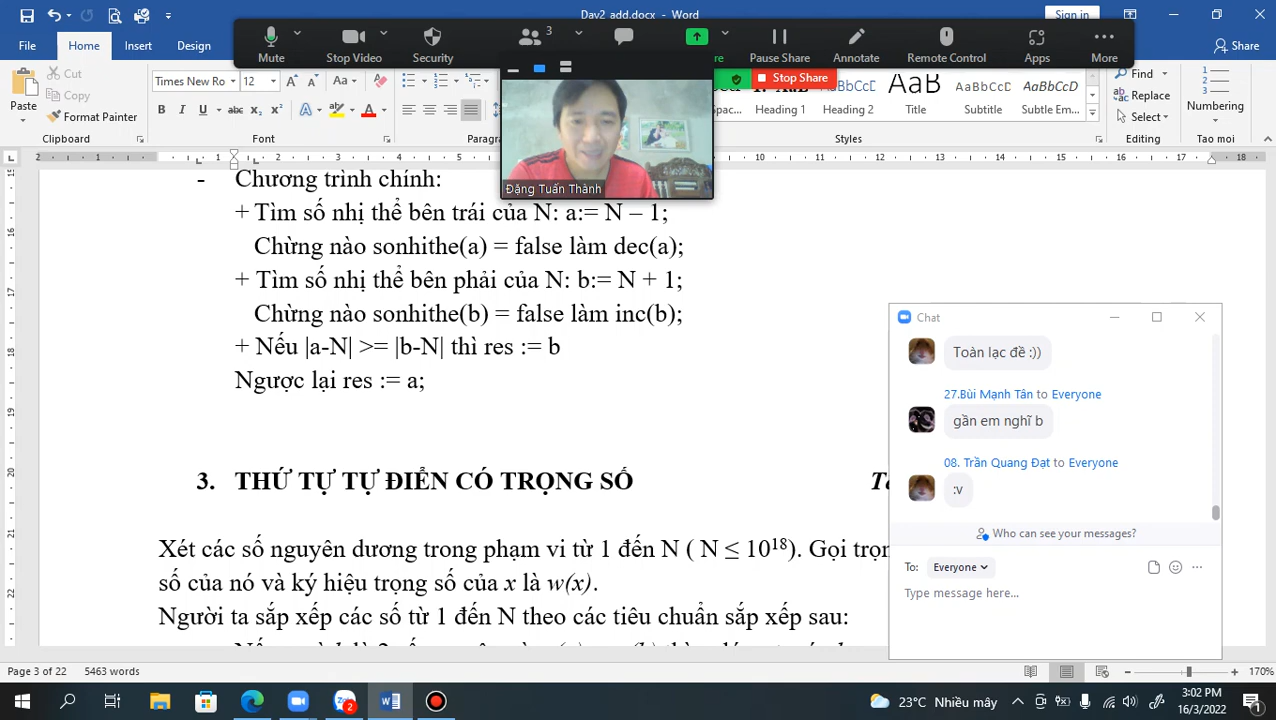 Day2 add.docx - Word
Sign in
File
Home
Insert
Design
Share
Mute
Stop Video
Security
3
Pause Share
Annotate
Remote Control
Apps
More
Stop Share
Paste
Cut
Copy
Format Painter
Clipboard
Times New Ro
12
Font
Paragr
Heading 1
Heading 2
Title
Subtitle
Subtle Em...
Styles
Find
Replace
Select
Editing
Numbering
Tao moi
Đặng Tuấn Thành
- Chương trình chính:
+ Tìm số nhị thể bên trái của N: a:= N – 1;
Chừng nào sonhithe(a) = false làm dec(a);
+ Tìm số nhị thể bên phải của N: b:= N + 1;
Chừng nào sonhithe(b) = false làm inc(b);
+ Nếu |a-N| >= |b-N| thì res := b
Ngược lại res := a;
3. THỨ TỰ TỰ ĐIỂN CÓ TRỌNG SỐ
Xét các số nguyên dương trong phạm vi từ 1 đến N ( N ≤ 10¹⁸). Gọi trọn
số của nó và ký hiệu trọng số của x là w(x).
Người ta sắp xếp các số từ 1 đến N theo các tiêu chuẩn sắp xếp sau:
Chat
Toàn lạc đề :))
27.Bùi Mạnh Tân to Everyone
gần em nghĩ b
08. Trần Quang Đạt to Everyone
:v
Who can see your messages?
To: Everyone
Type message here...
Page 3 of 22
5463 words
170%
23°C Nhiều mây
ENG
3:02 PM
16/3/2022